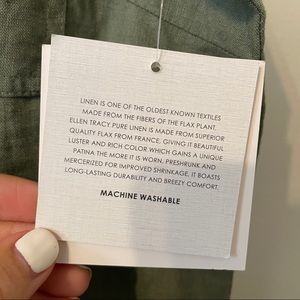 LINEN IS ONE OF THE OLDEST KNOWN TEXTILES
MADE FROM THE FIBERS OF THE FLAX PLANT.
ELLEN TRACY PURE LINEN IS MADE FROM SUPERIOR
QUALITY FLAX FROM FRANCE, GIVING IT BEAUTIFUL
LUSTER AND RICH COLOR WHICH GAINS A UNIQUE
PATINA THE MORE IT IS WORN. PRESHRUNK AND
MERCERIZED FOR IMPROVED SHRINKAGE, IT BOASTS
LONG-LASTING DURABILITY AND BREEZY COMFORT.
MACHINE WASHABLE